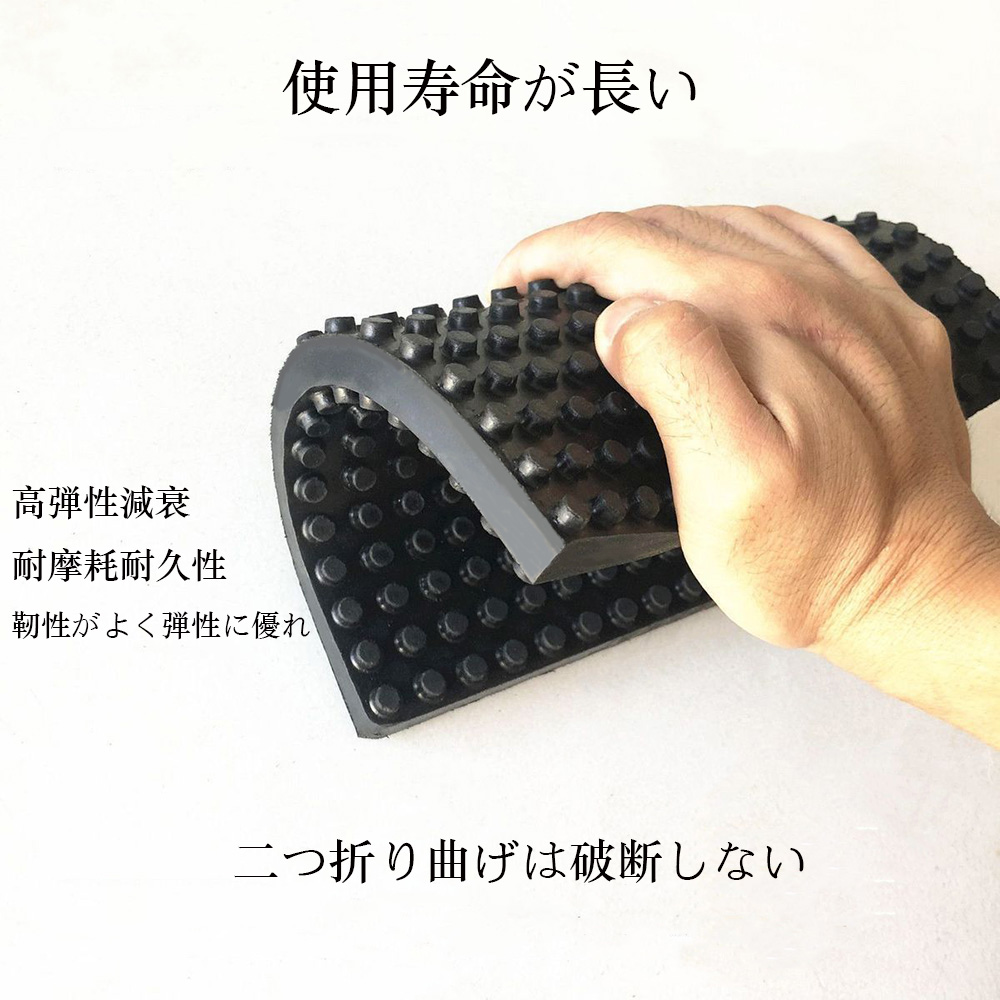 使用寿命が長い
高弾性減衰
耐摩耗耐久性
靭性がよく弾性に優れ
二つ折り曲げは破断しない